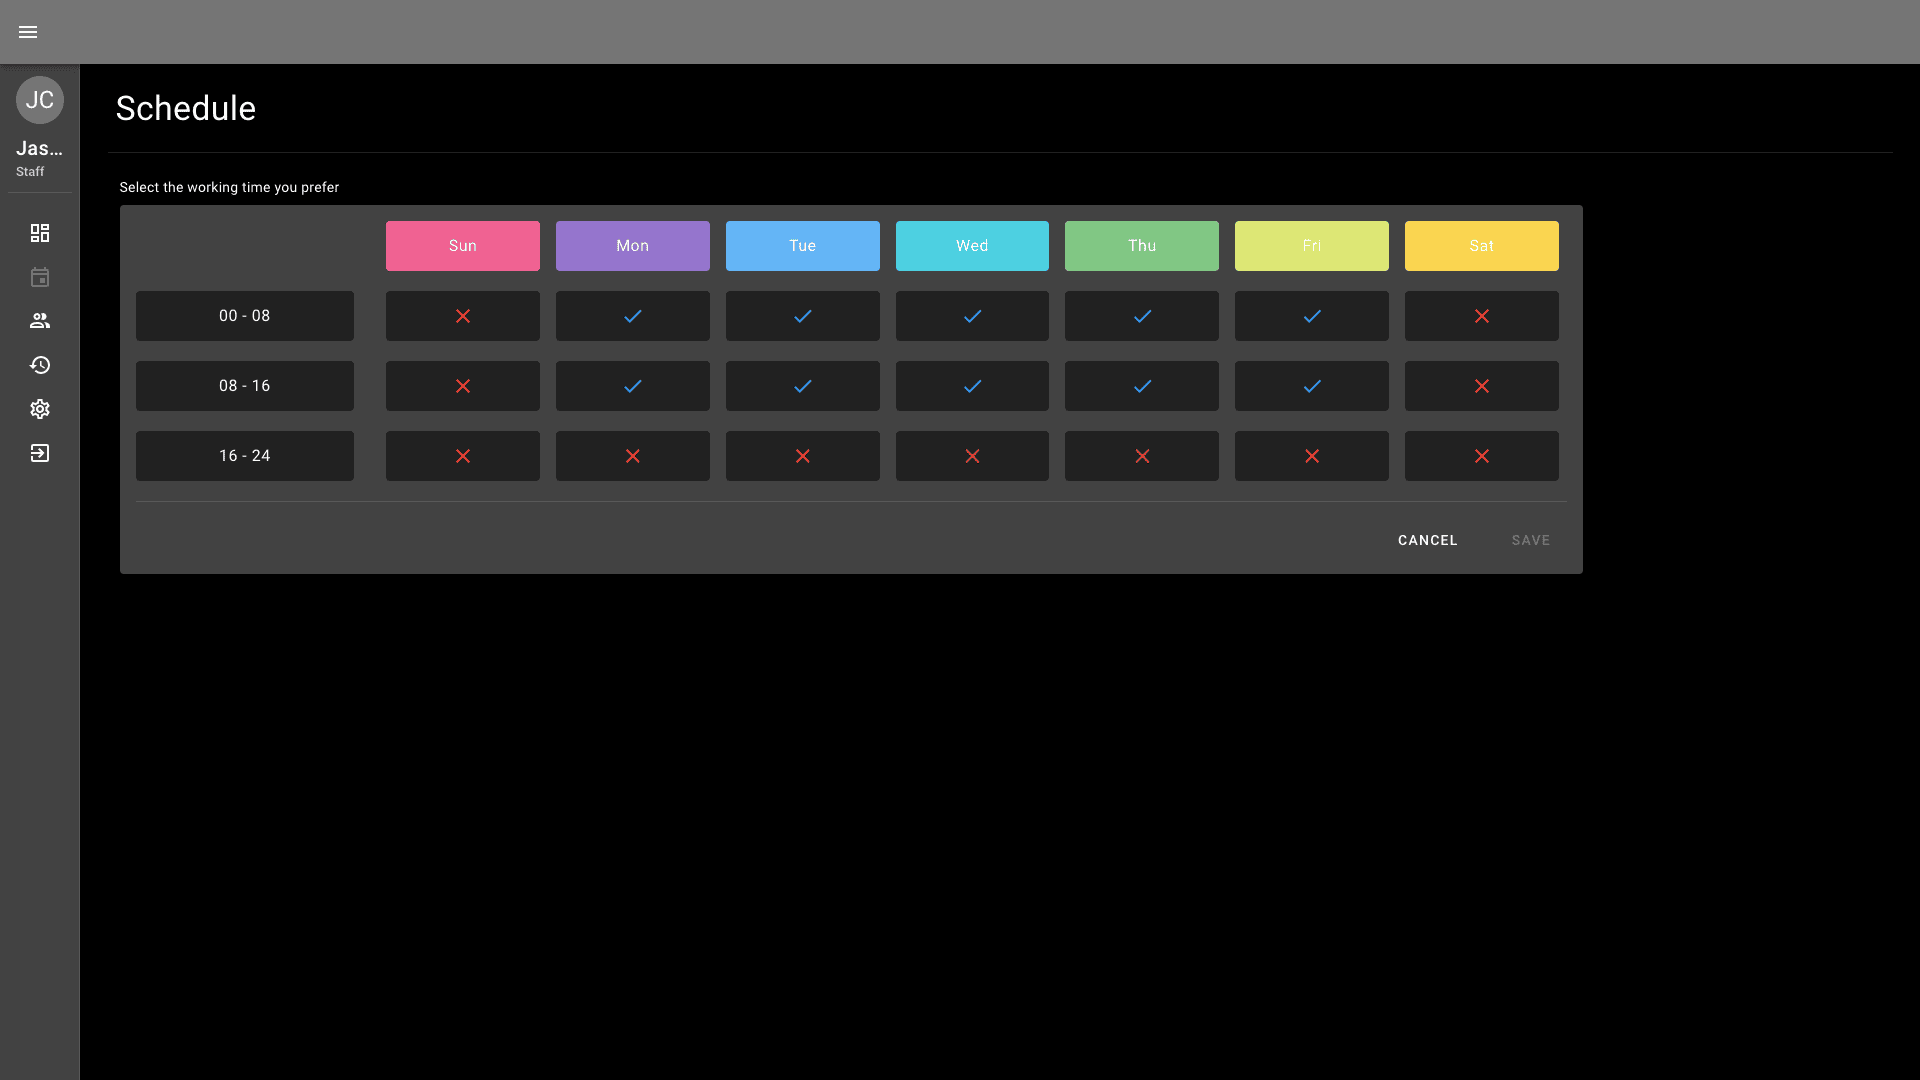 JC
Jas...
Staff
Schedule
Select the working time you prefer
Sun Mon Tue Wed Thu Fri Sat
00 - 08
08 - 16
16 - 24
CANCEL SAVE